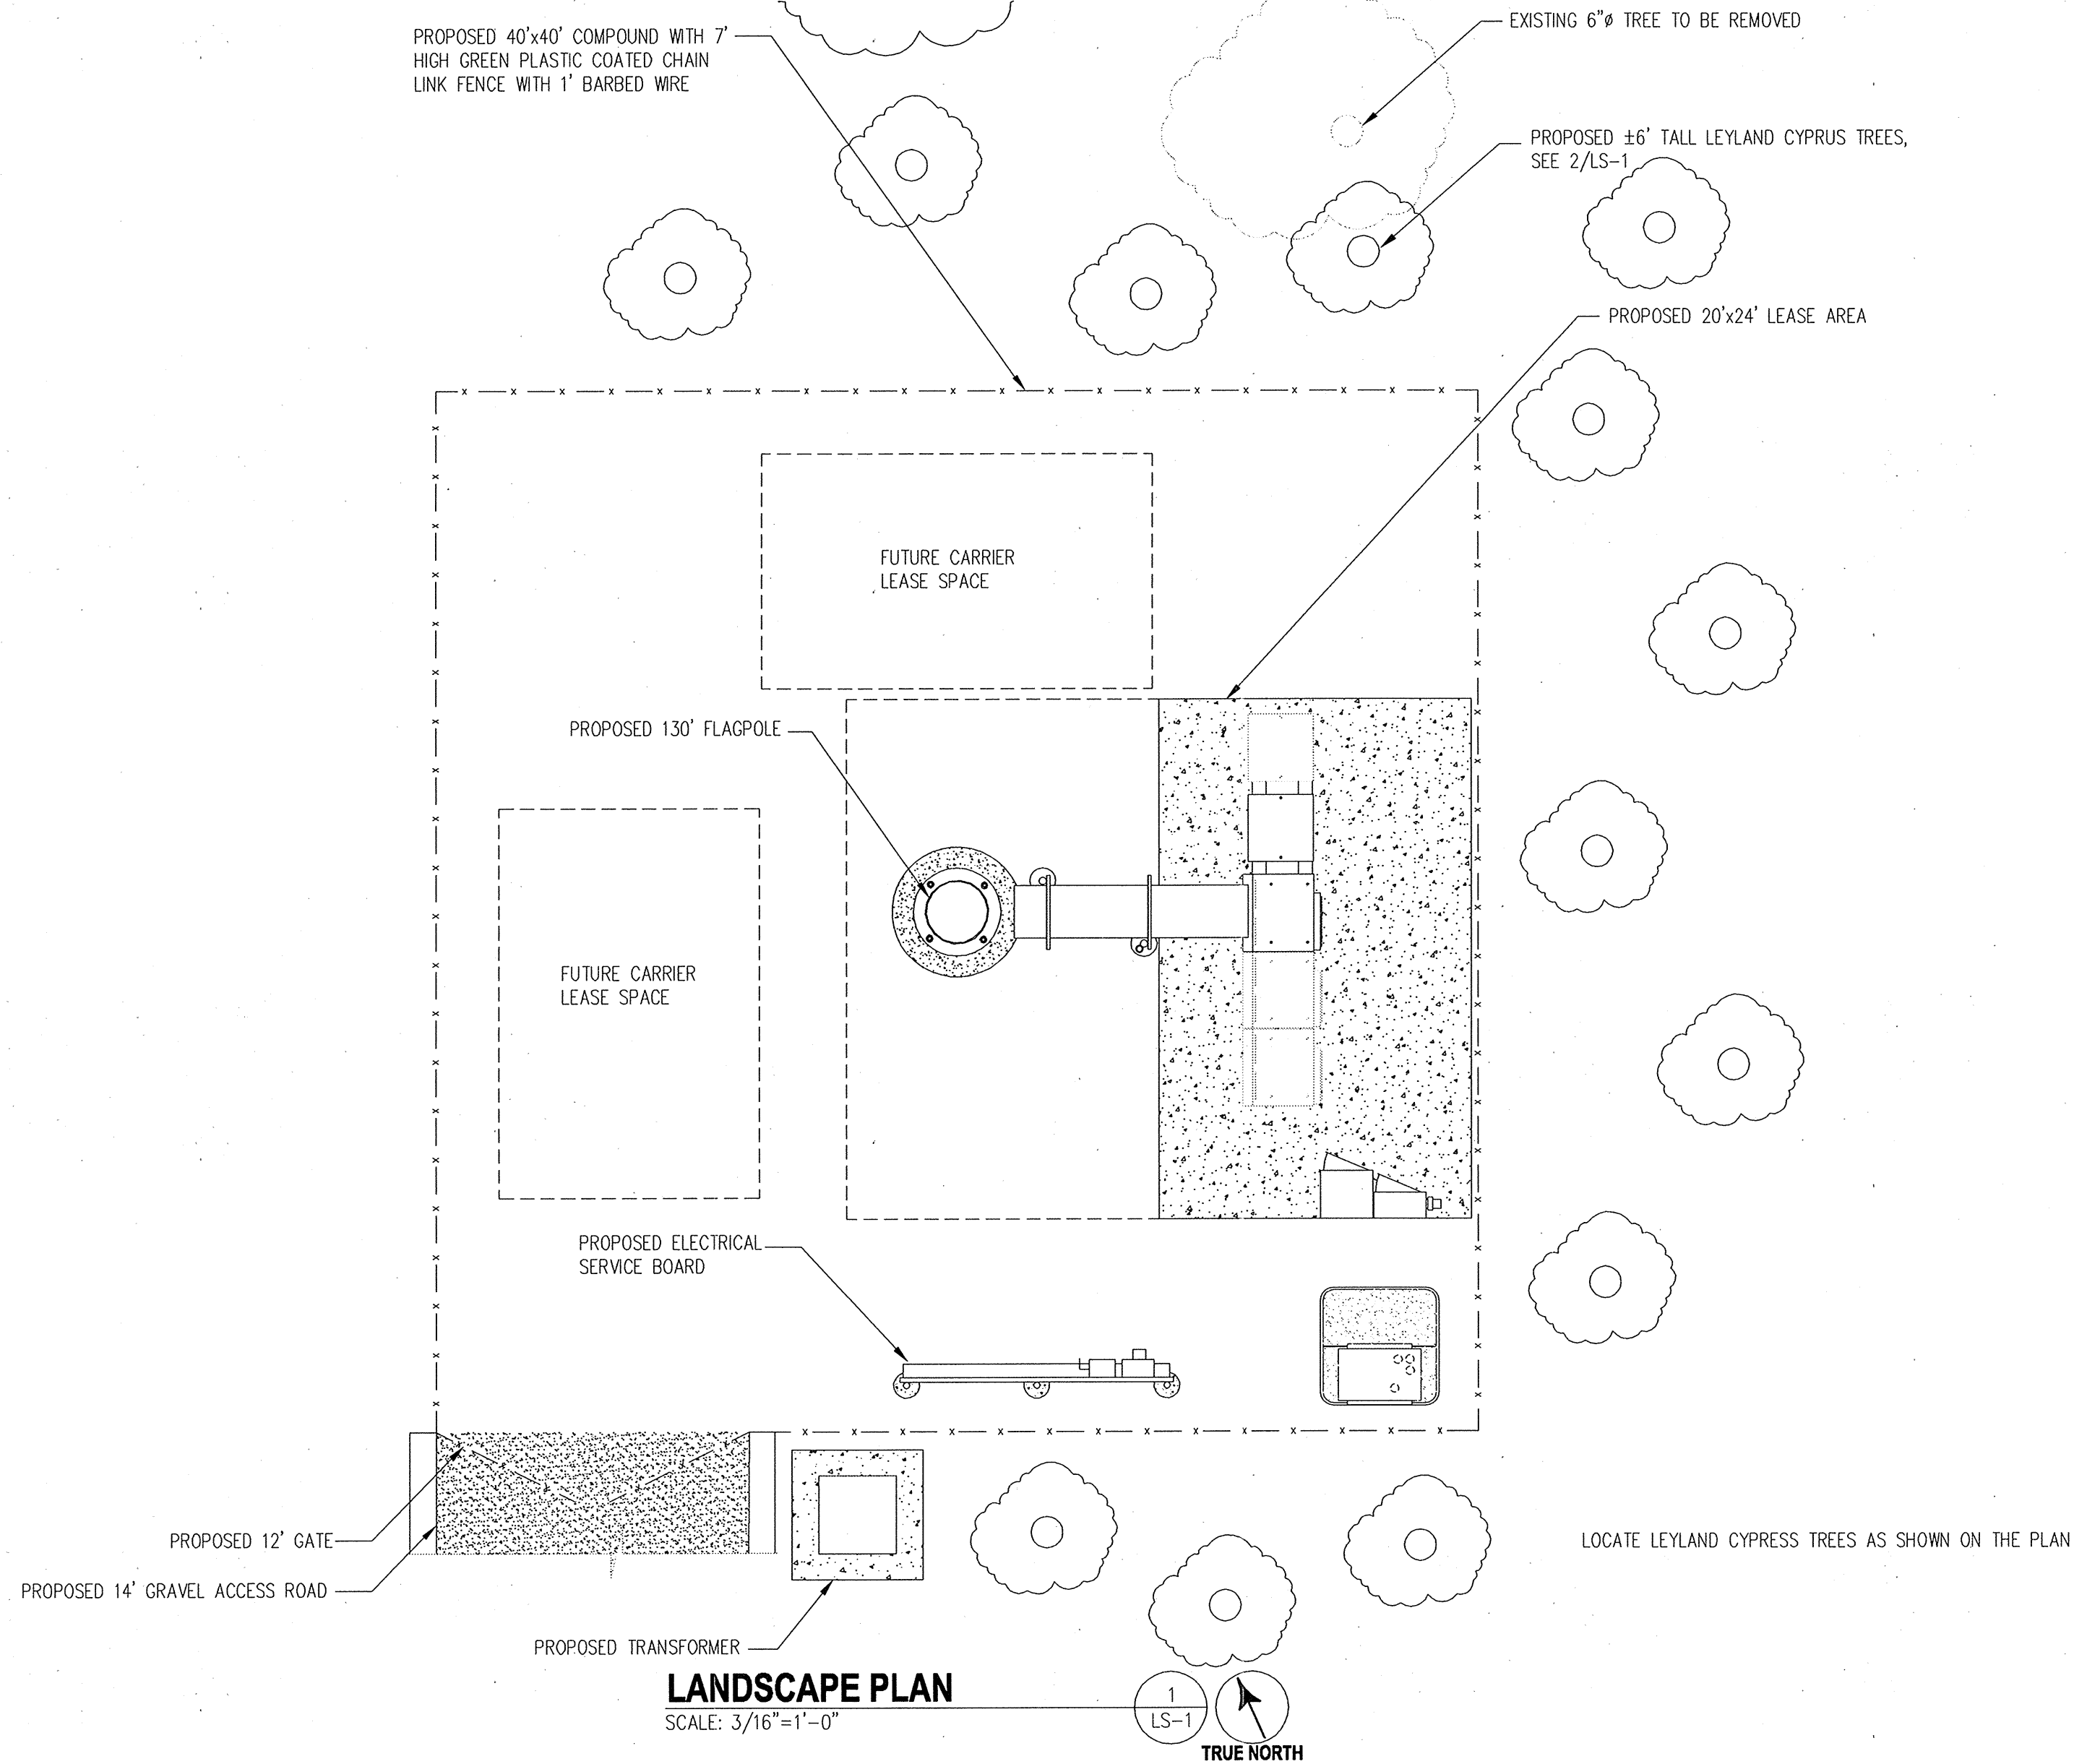 PROPOSED 40'x40' COMPOUND WITH 7'
HIGH GREEN PLASTIC COATED CHAIN
LINK FENCE WITH 1' BARBED WIRE
EXISTING 6"ø TREE TO BE REMOVED
PROPOSED ±6' TALL LEYLAND CYPRUS TREES,
SEE 2/LS-1
PROPOSED 20'x24' LEASE AREA
FUTURE CARRIER
LEASE SPACE
PROPOSED 130' FLAGPOLE
FUTURE CARRIER
LEASE SPACE
PROPOSED ELECTRICAL
SERVICE BOARD
PROPOSED 12' GATE
PROPOSED 14' GRAVEL ACCESS ROAD
LOCATE LEYLAND CYPRESS TREES AS SHOWN ON THE PLAN
PROPOSED TRANSFORMER
LANDSCAPE PLAN
SCALE: 3/16"=1'-0"
1
LS-1
TRUE NORTH